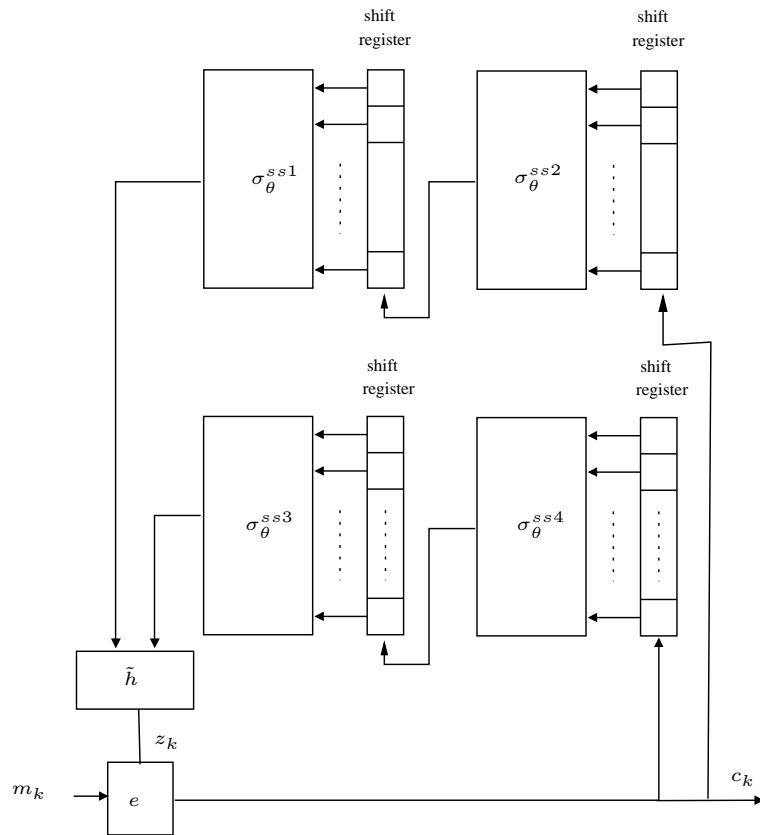 shift
register
shift
register
σ_θ^{ss1}
σ_θ^{ss2}
shift
register
shift
register
σ_θ^{ss3}
σ_θ^{ss4}
h̃
z_k
m_k
e
c_k